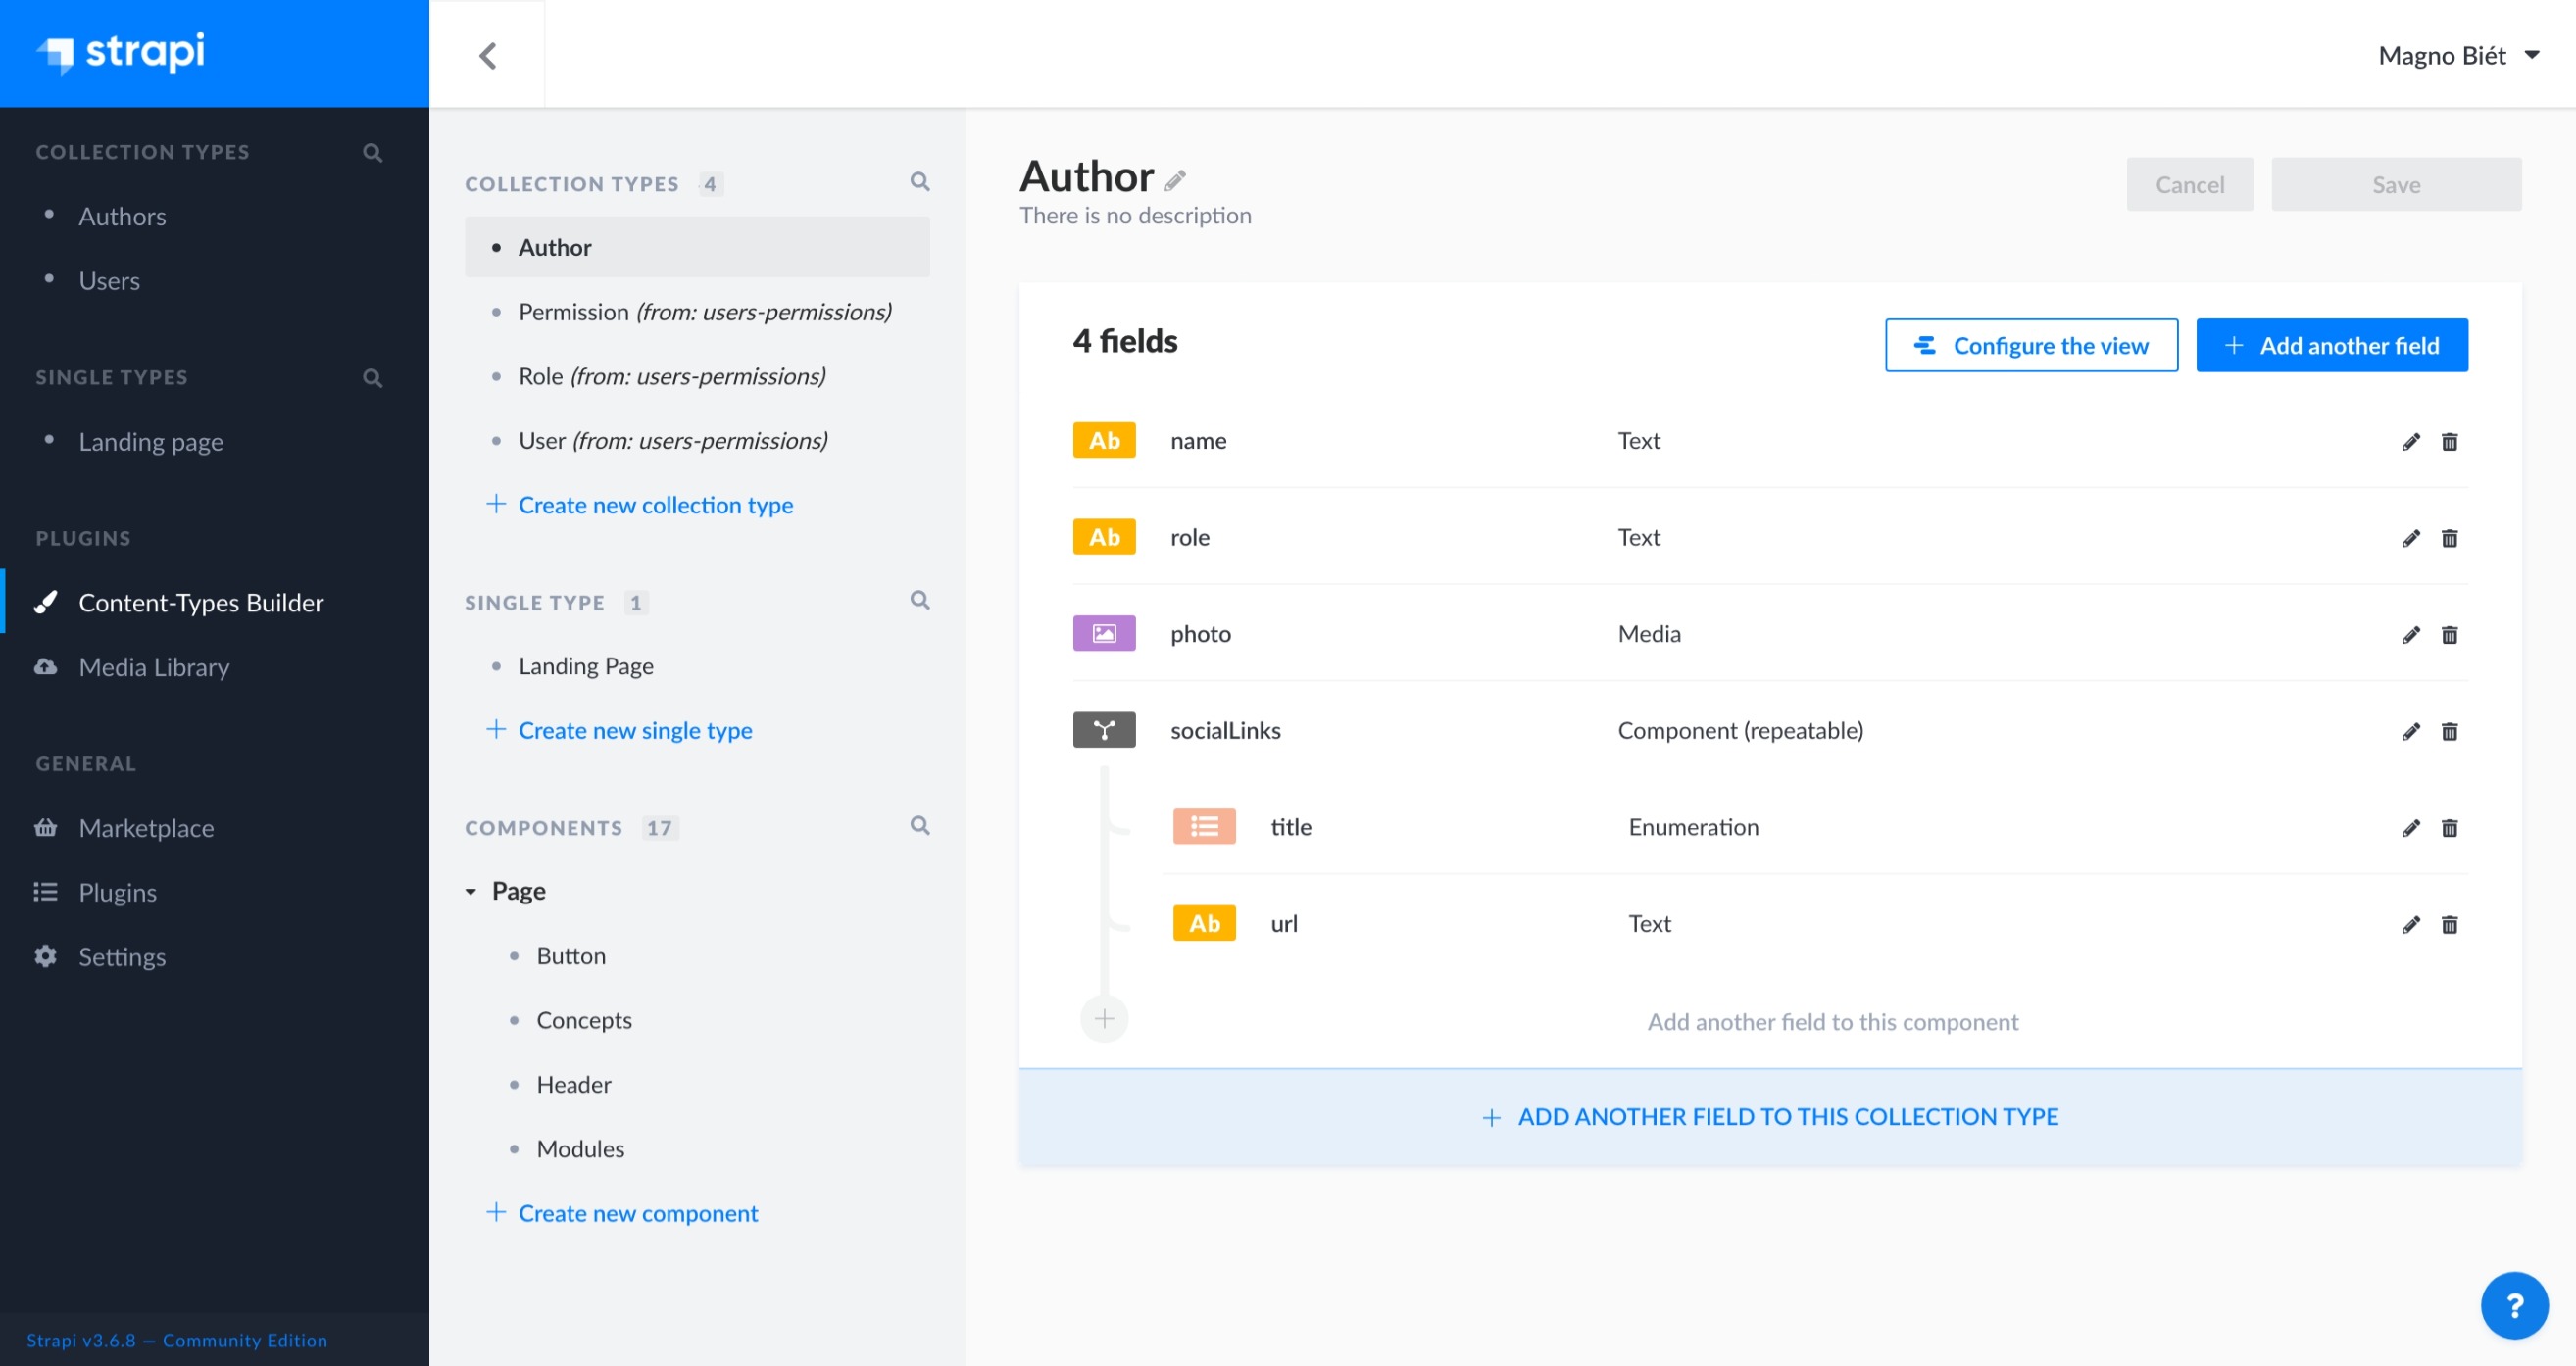 strapi
Magno Biét
COLLECTION TYPES
Authors
Users
SINGLE TYPES
Landing page
PLUGINS
Content-Types Builder
Media Library
GENERAL
Marketplace
Plugins
Settings
Strapi v3.6.8 — Community Edition
COLLECTION TYPES 4
Author
Permission (from: users-permissions)
Role (from: users-permissions)
User (from: users-permissions)
+ Create new collection type
SINGLE TYPE 1
Landing Page
+ Create new single type
COMPONENTS 17
Page
Button
Concepts
Header
Modules
+ Create new component
Author
There is no description
Cancel Save
4 fields
Configure the view + Add another field
Ab name Text
Ab role Text
photo Media
socialLinks Component (repeatable)
title Enumeration
Ab url Text
+ Add another field to this component
+ ADD ANOTHER FIELD TO THIS COLLECTION TYPE
?